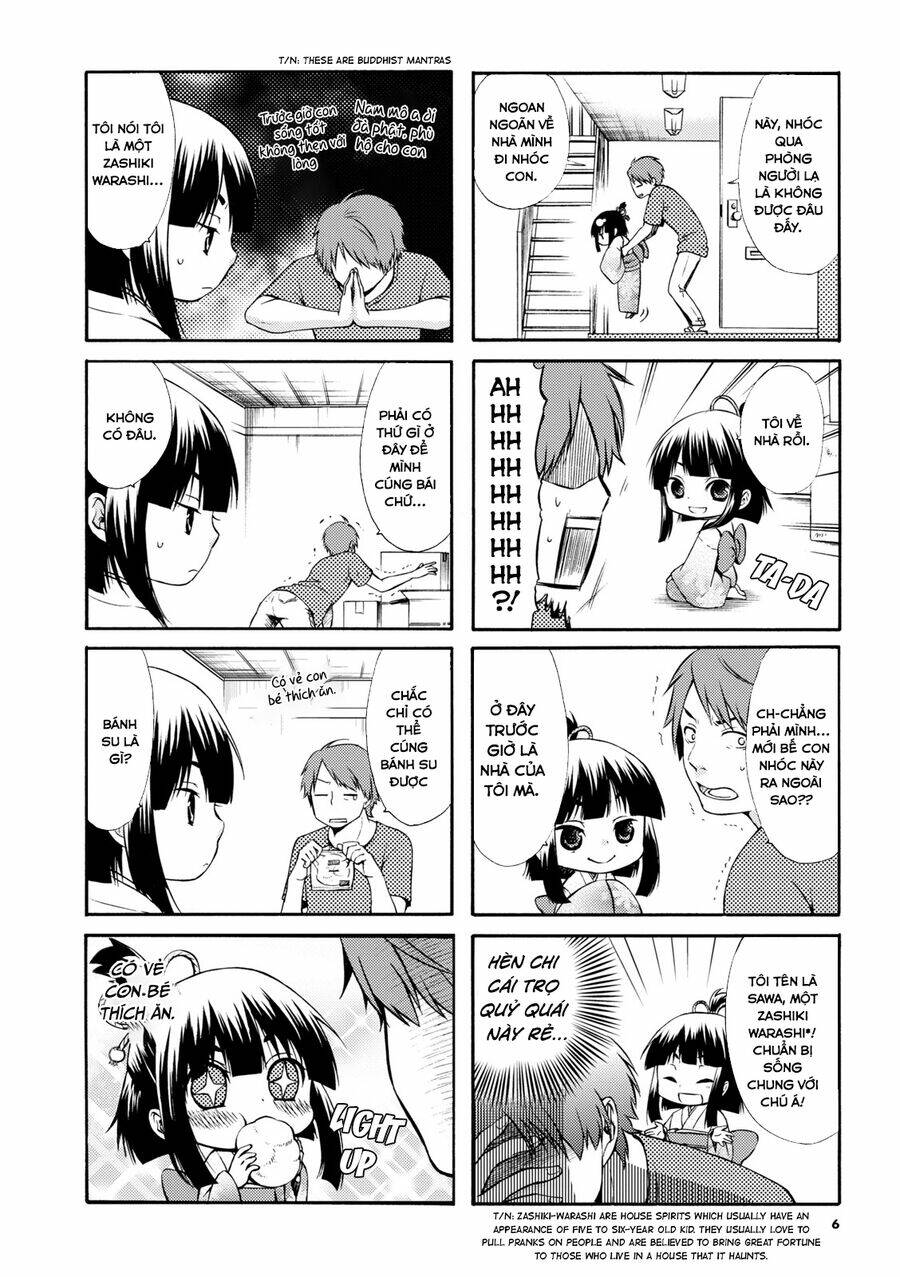 NÀY, NHÓC
QUA
PHÒNG
NGƯỜI LẠ
LÀ KHÔNG
ĐƯỢC ĐÂU
ĐẤY.
NGOAN
NGOÃN VỀ
NHÀ MÌNH
ĐI NHÓC
CON.
TÔI VỀ
NHÀ RỒI.
TA-DA
AH
HH
HH
HH
HH
HH
HH
HH
?!
CH-CHẲNG
PHẢI MÌNH...
MỚI BẾ CON
NHÓC NÀY
RA NGOÀI
SAO??
Ở ĐÂY
TRƯỚC
GIỜ LÀ
NHÀ CỦA
TÔI MÀ.
TÔI TÊN LÀ
SAWA, MỘT
ZASHIKI
WARASHI*!
CHUẨN BỊ
SỐNG
CHUNG VỚI
CHÚ Á!
HÈN CHI
CÁI TRỌ
QUỶ QUÁI
NÀY RẺ...
T/N: ZASHIKI-WARASHI ARE HOUSE SPIRITS WHICH USUALLY HAVE AN
APPEARANCE OF FIVE TO SIX-YEAR OLD KID. THEY USUALLY LOVE TO
PULL PRANKS ON PEOPLE AND ARE BELIEVED TO BRING GREAT FORTUNE
TO THOSE WHO LIVE IN A HOUSE THAT IT HAUNTS.
6
T/N: THESE ARE BUDDHIST MANTRAS
Nam mô a di
đà phật, phù
hộ cho con
Trước giờ con
sống tốt
không thẹn với
lòng
TÔI NÓI TÔI
LÀ MỘT
ZASHIKI
WARASHI...
PHẢI CÓ
THỨ GÌ Ở
ĐÂY ĐỂ
MÌNH
CÚNG BÁI
CHỨ...
KHÔNG
CÓ ĐÂU.
CHẮC
CHỈ CÓ
THỂ
CÚNG
BÁNH SU
ĐƯỢC
Có vẻ con
bé thích ăn.
BÁNH
SU LÀ
GÌ?
CÓ VẺ
CON BÉ
THÍCH ĂN.
LIGHT
UP